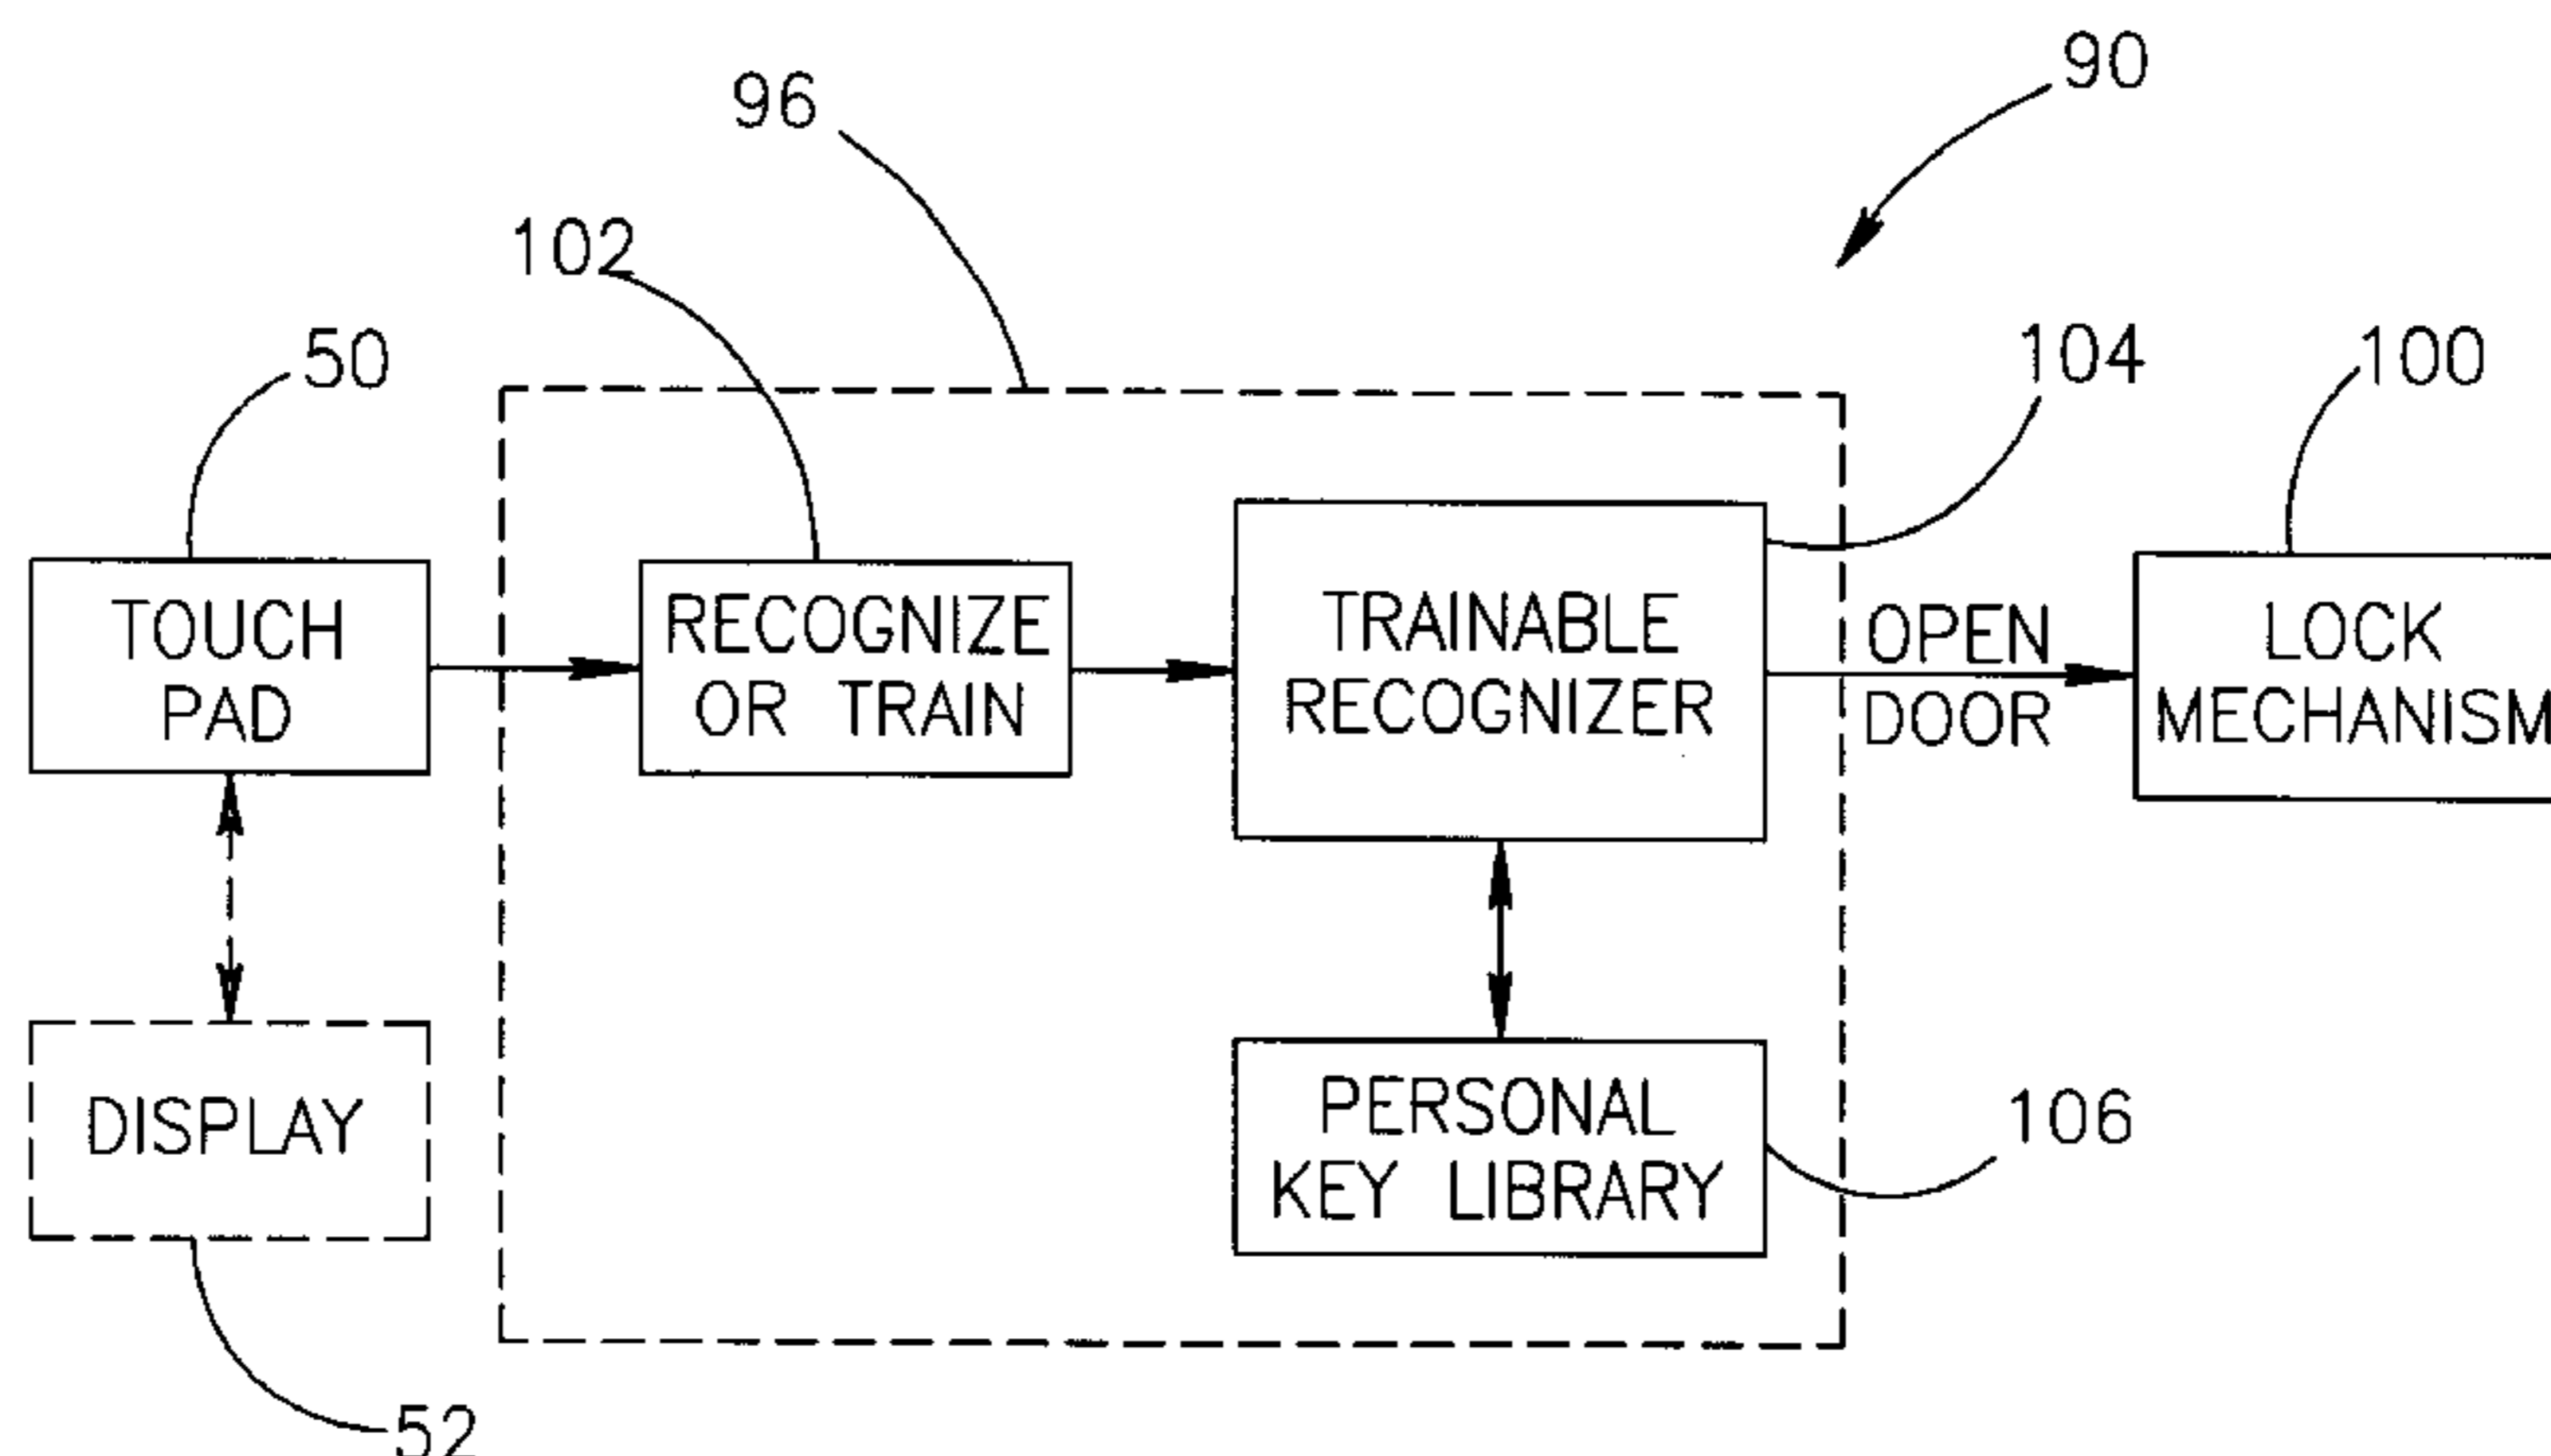 90
96
102
50
104
100
TOUCH
PAD
RECOGNIZE
OR TRAIN
TRAINABLE
RECOGNIZER
OPEN
DOOR
LOCK
MECHANISM
DISPLAY
PERSONAL
KEY LIBRARY
106
52